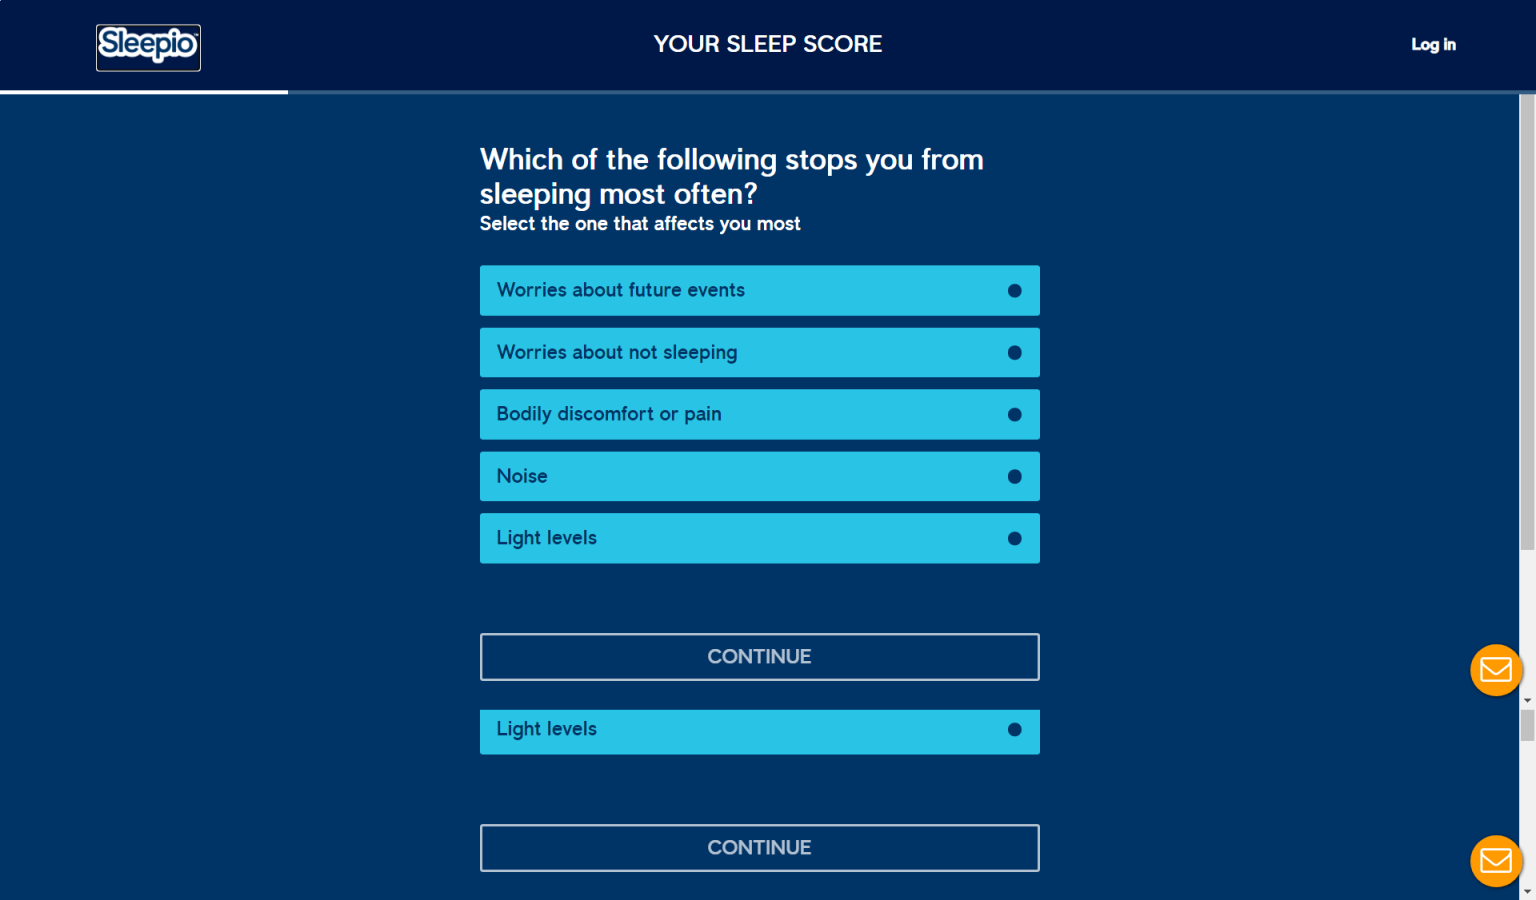 Sleepio™
YOUR SLEEP SCORE
Log in
Which of the following stops you from
sleeping most often?
Select the one that affects you most
Worries about future events
Worries about not sleeping
Bodily discomfort or pain
Noise
Light levels
CONTINUE
Light levels
CONTINUE